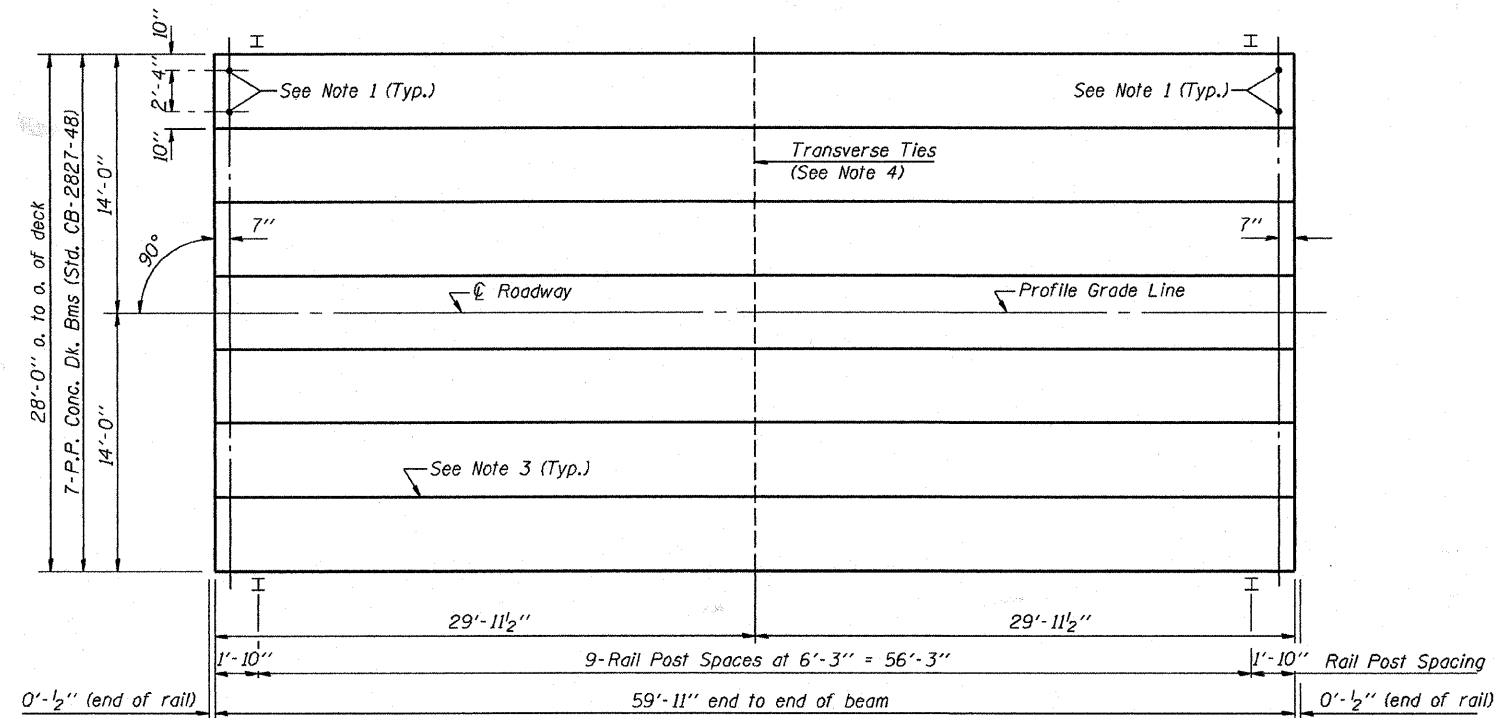 10"
2'-4"
10"
See Note 1 (Typ.)
See Note 1 (Typ.)
Transverse Ties
(See Note 4)
28'-0" o. to o. of deck
7-P.P. Conc. Dk. Bms (Std. CB-2827-48)
14'-0"
14'-0"
90°
7"
7"
℄ Roadway
Profile Grade Line
See Note 3 (Typ.)
29'-11½"
29'-11½"
1'-10"
9-Rail Post Spaces at 6'-3" = 56'-3"
1'-10"
Rail Post Spacing
0'-½" (end of rail)
59'-11" end to end of beam
0'-½" (end of rail)